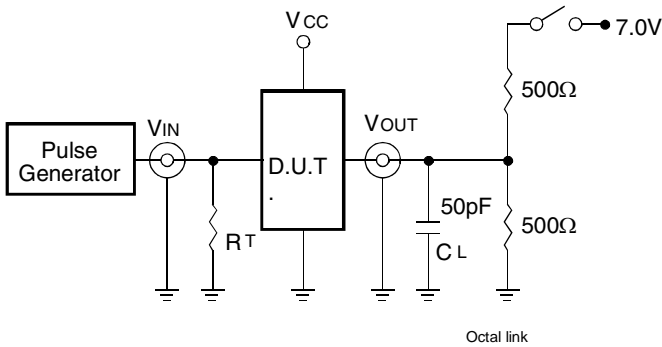 VCC
7.0V
500Ω
Pulse
Generator
VIN
D.U.T
.
VOUT
50pF
CL
RT
500Ω
Octal link